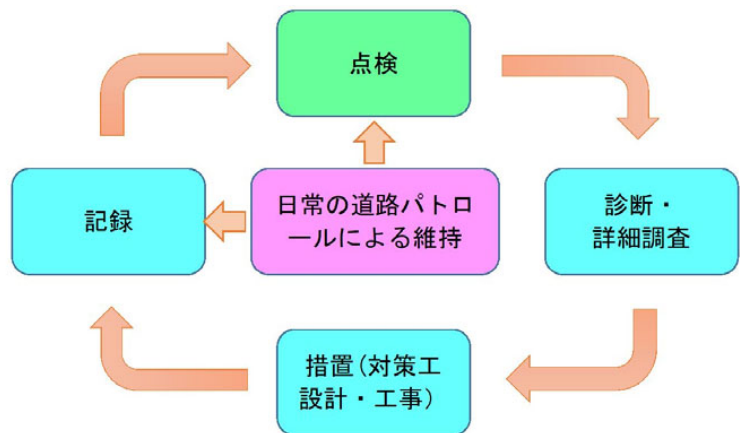 点検
記録
日常の道路パトロ
ールによる維持
診断・
詳細調査
措置(対策工
設計・工事)